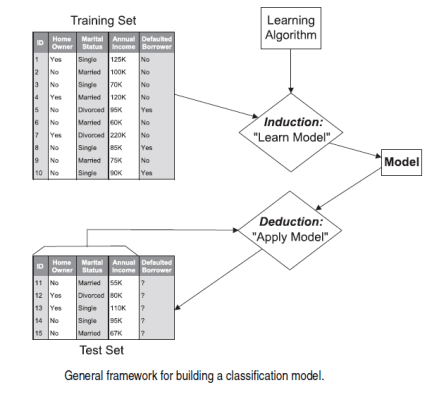 Training Set
ID Home Owner Marital Status Annual Income Defaulted Borrower
1 Yes Single 125K No
2 No Married 100K No
3 No Single 70K No
4 Yes Married 120K No
5 No Divorced 95K Yes
6 No Married 60K No
7 Yes Divorced 220K No
8 No Single 85K Yes
9 No Married 75K No
10 No Single 90K Yes
Learning
Algorithm
Induction:
"Learn Model"
Model
Deduction:
"Apply Model"
ID Home Owner Marital Status Annual Income Defaulted Borrower
11 No Married 55K ?
12 Yes Divorced 80K ?
13 Yes Single 110K ?
14 No Single 95K ?
15 No Married 67K ?
Test Set
General framework for building a classification model.